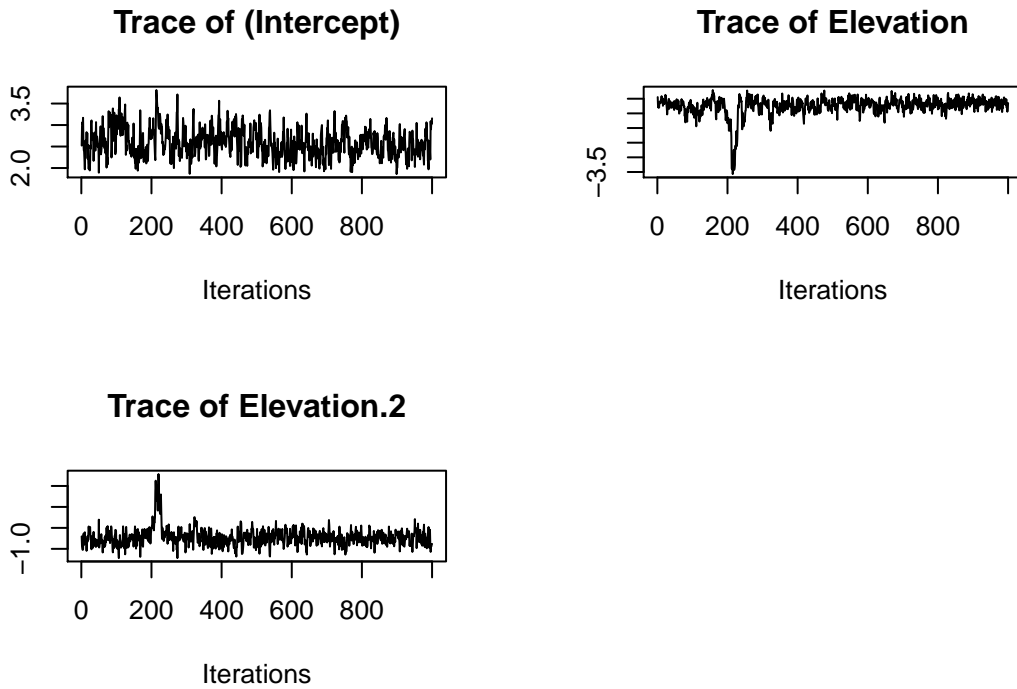 Trace of (Intercept)
3.5
2.0
0 200 400 600 800
Iterations
Trace of Elevation
−3.5
0 200 400 600 800
Iterations
Trace of Elevation.2
−1.0
0 200 400 600 800
Iterations